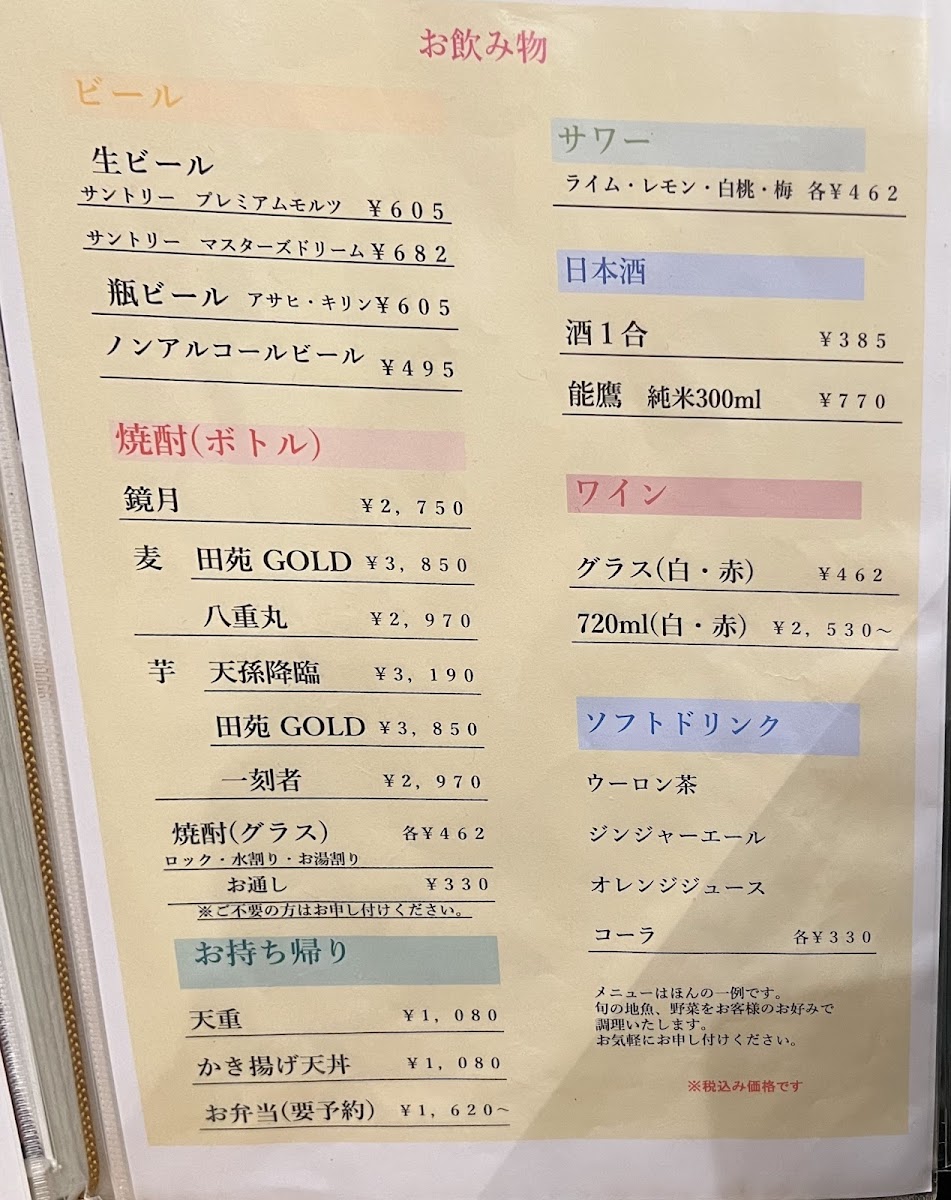 お飲み物
ビール
生ビール
サントリー プレミアムモルツ ¥605
サントリー マスターズドリーム¥682
瓶ビール アサヒ・キリン¥605
ノンアルコールビール ¥495
焼酎(ボトル)
鏡月 ¥2,750
麦 田苑 GOLD ¥3,850
八重丸 ¥2,970
芋 天孫降臨 ¥3,190
田苑 GOLD ¥3,850
一刻者 ¥2,970
焼酎(グラス) 各¥462
ロック・水割り・お湯割り
お通し ¥330
※ご不要の方はお申し付けください。
お持ち帰り
天重 ¥1,080
かき揚げ天丼 ¥1,080
お弁当(要予約) ¥1,620~
サワー
ライム・レモン・白桃・梅 各¥462
日本酒
酒1合 ¥385
能鷹 純米300ml ¥770
ワイン
グラス(白・赤) ¥462
720ml(白・赤) ¥2,530~
ソフトドリンク
ウーロン茶
ジンジャーエール
オレンジジュース
コーラ 各¥330
メニューはほんの一例です。
旬の地魚、野菜をお客様のお好みで
調理いたします。
お気軽にお申し付けください。
※税込み価格です